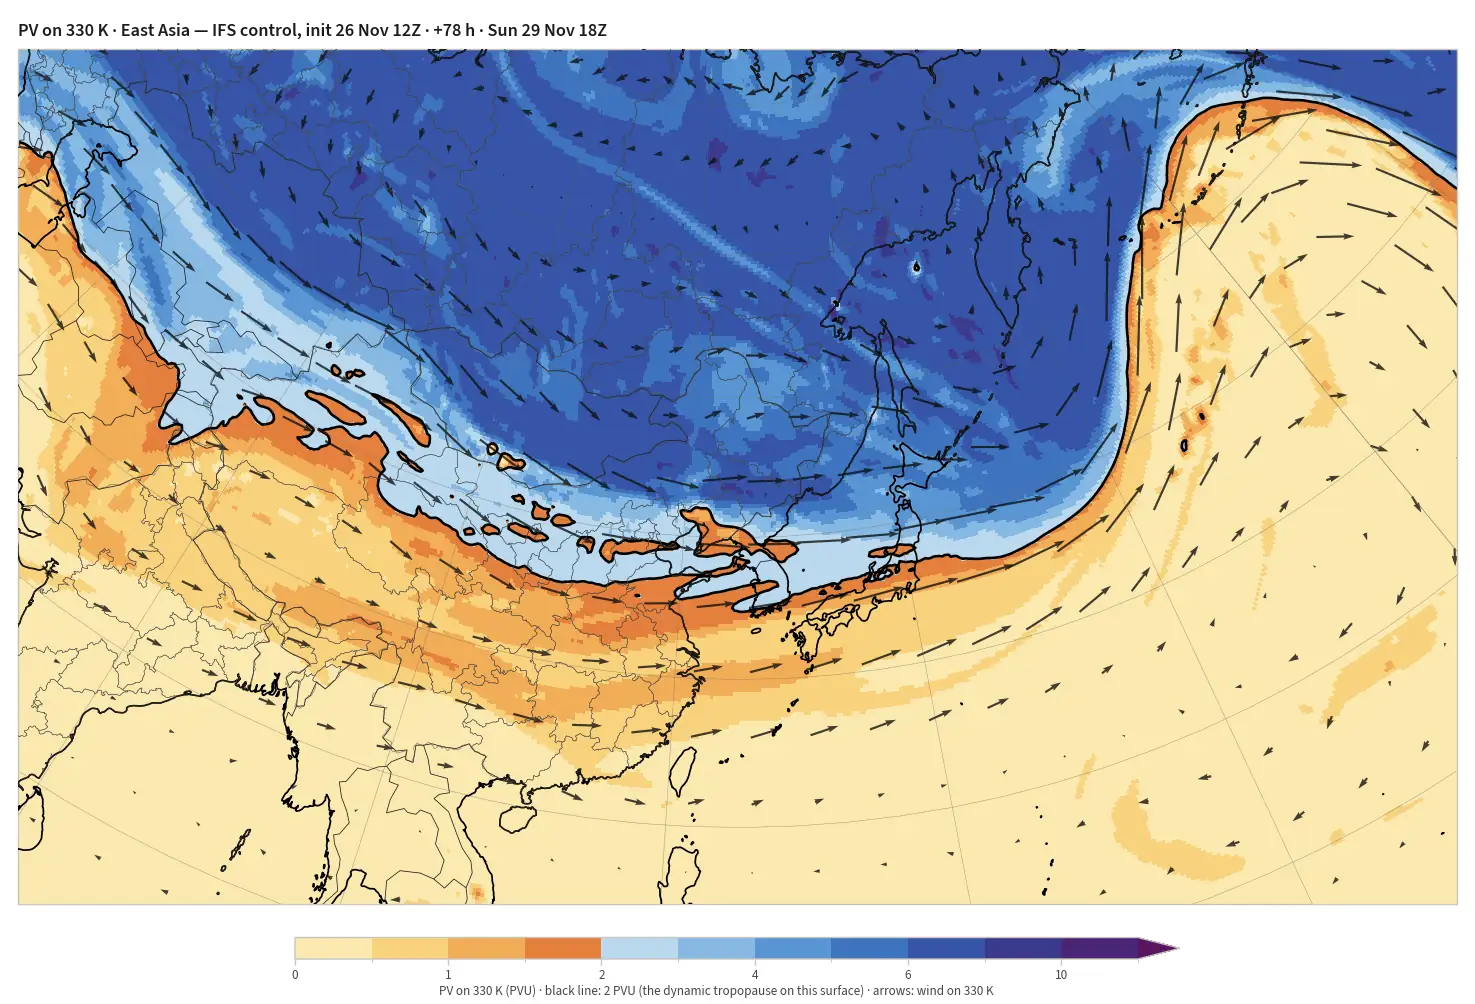 PV on 330 K · East Asia — IFS control, init 26 Nov 12Z · +78 h · Sun 29 Nov 18Z
0 1 2 4 6 10
PV on 330 K (PVU) · black line: 2 PVU (the dynamic tropopause on this surface) · arrows: wind on 330 K